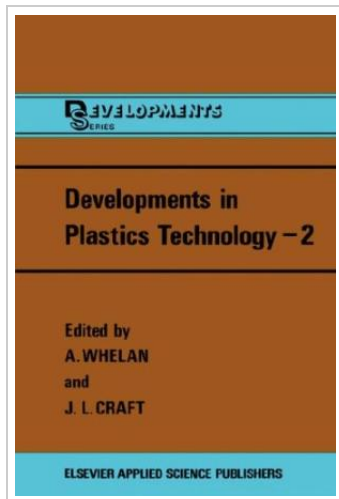 DEVELOPMENTS
SERIES
Developments in
Plastics Technology – 2
Edited by
A. WHELAN
and
J. L. CRAFT
ELSEVIER APPLIED SCIENCE PUBLISHERS